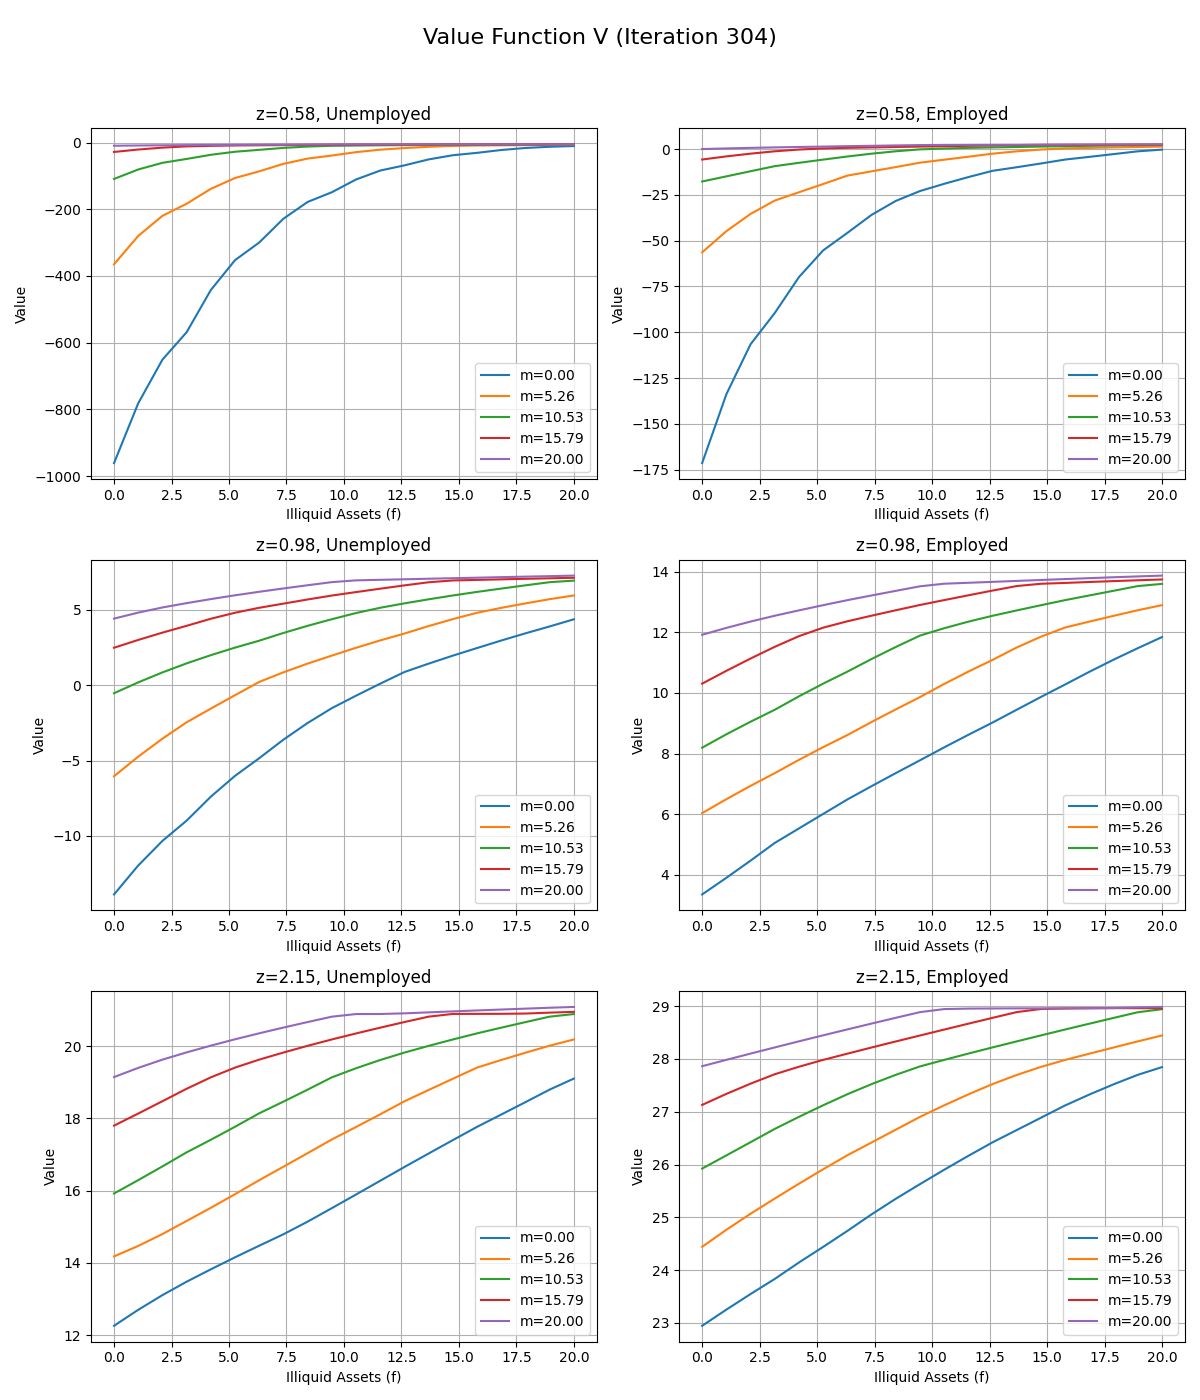 Value Function V (Iteration 304)
z=0.58, Unemployed
0
−200
−400
−600
−800
−1000
Value
0.0 2.5 5.0 7.5 10.0 12.5 15.0 17.5 20.0
Illiquid Assets (f)
m=0.00
m=5.26
m=10.53
m=15.79
m=20.00
z=0.58, Employed
0
−25
−50
−75
−100
−125
−150
−175
Value
0.0 2.5 5.0 7.5 10.0 12.5 15.0 17.5 20.0
Illiquid Assets (f)
m=0.00
m=5.26
m=10.53
m=15.79
m=20.00
z=0.98, Unemployed
5
0
−5
−10
Value
0.0 2.5 5.0 7.5 10.0 12.5 15.0 17.5 20.0
Illiquid Assets (f)
m=0.00
m=5.26
m=10.53
m=15.79
m=20.00
z=0.98, Employed
14
12
10
8
6
4
Value
0.0 2.5 5.0 7.5 10.0 12.5 15.0 17.5 20.0
Illiquid Assets (f)
m=0.00
m=5.26
m=10.53
m=15.79
m=20.00
z=2.15, Unemployed
20
18
16
14
12
Value
0.0 2.5 5.0 7.5 10.0 12.5 15.0 17.5 20.0
Illiquid Assets (f)
m=0.00
m=5.26
m=10.53
m=15.79
m=20.00
z=2.15, Employed
29
28
27
26
25
24
23
Value
0.0 2.5 5.0 7.5 10.0 12.5 15.0 17.5 20.0
Illiquid Assets (f)
m=0.00
m=5.26
m=10.53
m=15.79
m=20.00